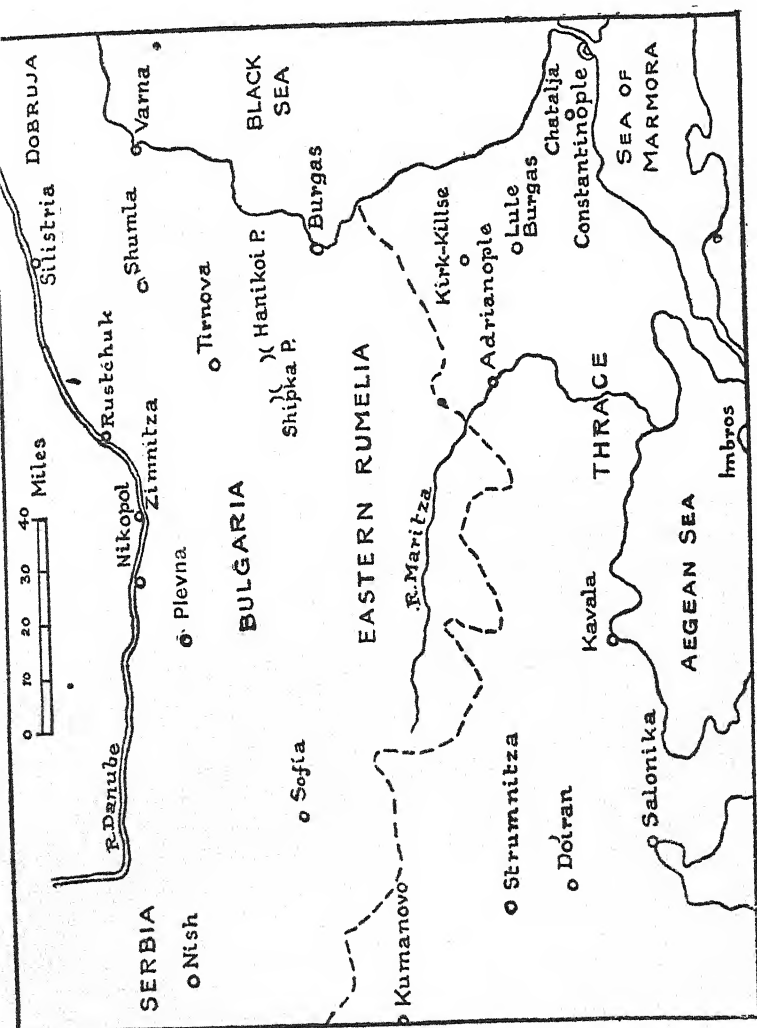 0 10 20 30 40 Miles
R.Danube
Nikopol
Zimnitza
Rustchuk
Silistria
DOBRUJA
SERBIA
Nish
Plevna
Tirnova
Shumla
Varna
BULGARIA
Shipka P.
Hanikoi P.
BLACK
SEA
Sofia
Burgas
EASTERN RUMELIA
Kumanovo
R.Maritza
Kirk-Killse
Adrianople
Lule
Burgas
Chatalja
Constantinople
Strumnitza
Doiran
THRACE
Kavala
SEA OF
MARMORA
Salonika
AEGEAN SEA
Imbros